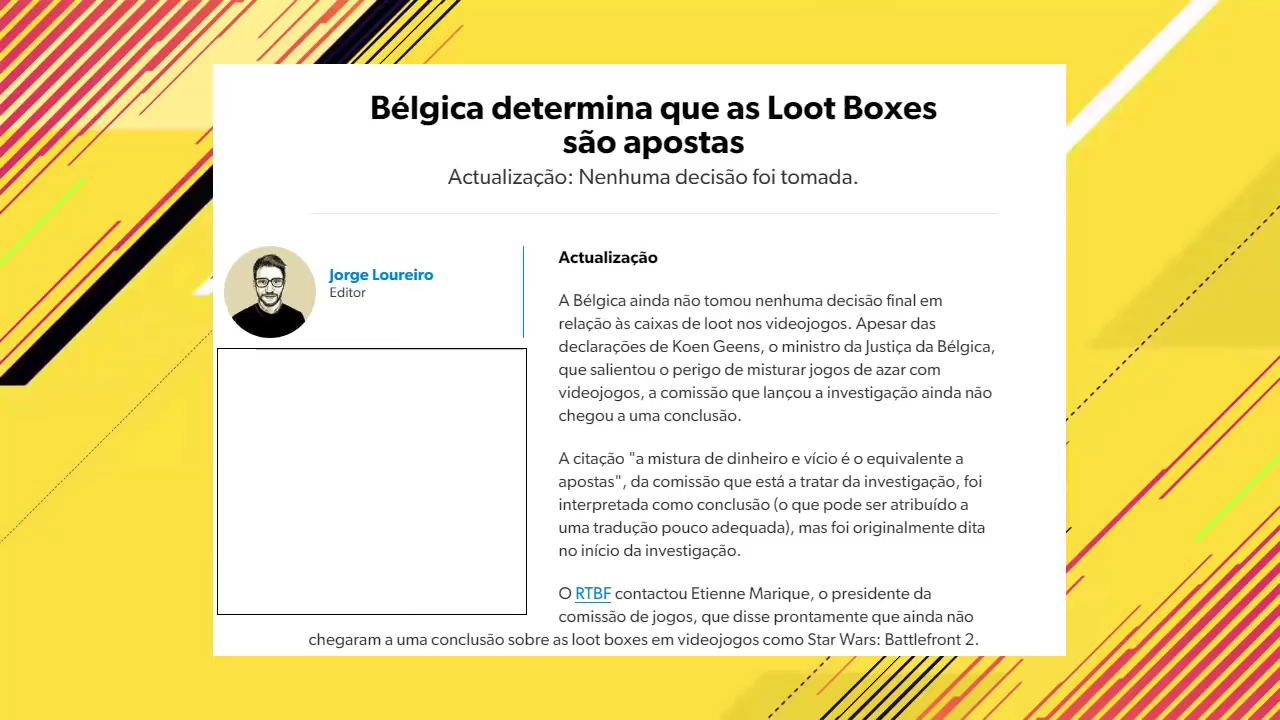 Bélgica determina que as Loot Boxes
são apostas
Actualização: Nenhuma decisão foi tomada.
Jorge Loureiro
Editor
Actualização
A Bélgica ainda não tomou nenhuma decisão final em
relação às caixas de loot nos videojogos. Apesar das
declarações de Koen Geens, o ministro da Justiça da Bélgica,
que salientou o perigo de misturar jogos de azar com
videojogos, a comissão que lançou a investigação ainda não
chegou a uma conclusão.
A citação "a mistura de dinheiro e vício é o equivalente a
apostas", da comissão que está a tratar da investigação, foi
interpretada como conclusão (o que pode ser atribuído a
uma tradução pouco adequada), mas foi originalmente dita
no início da investigação.
O RTBF contactou Etienne Marique, o presidente da
comissão de jogos, que disse prontamente que ainda não
chegaram a uma conclusão sobre as loot boxes em videojogos como Star Wars: Battlefront 2.